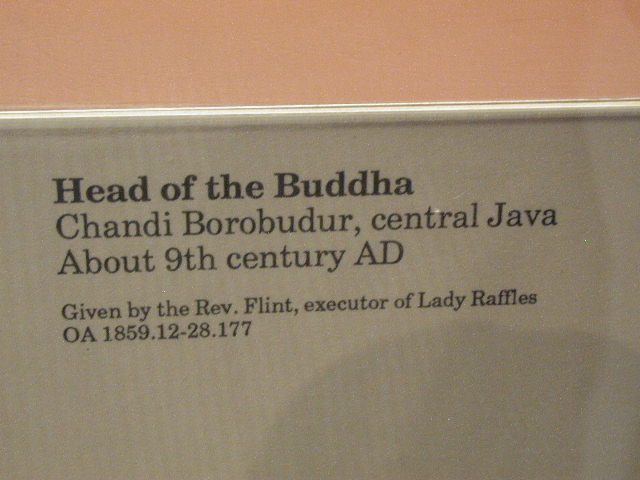 Head of the Buddha
Chandi Borobudur, central Java
About 9th century AD
Given by the Rev. Flint, executor of Lady Raffles
OA 1859.12-28.177